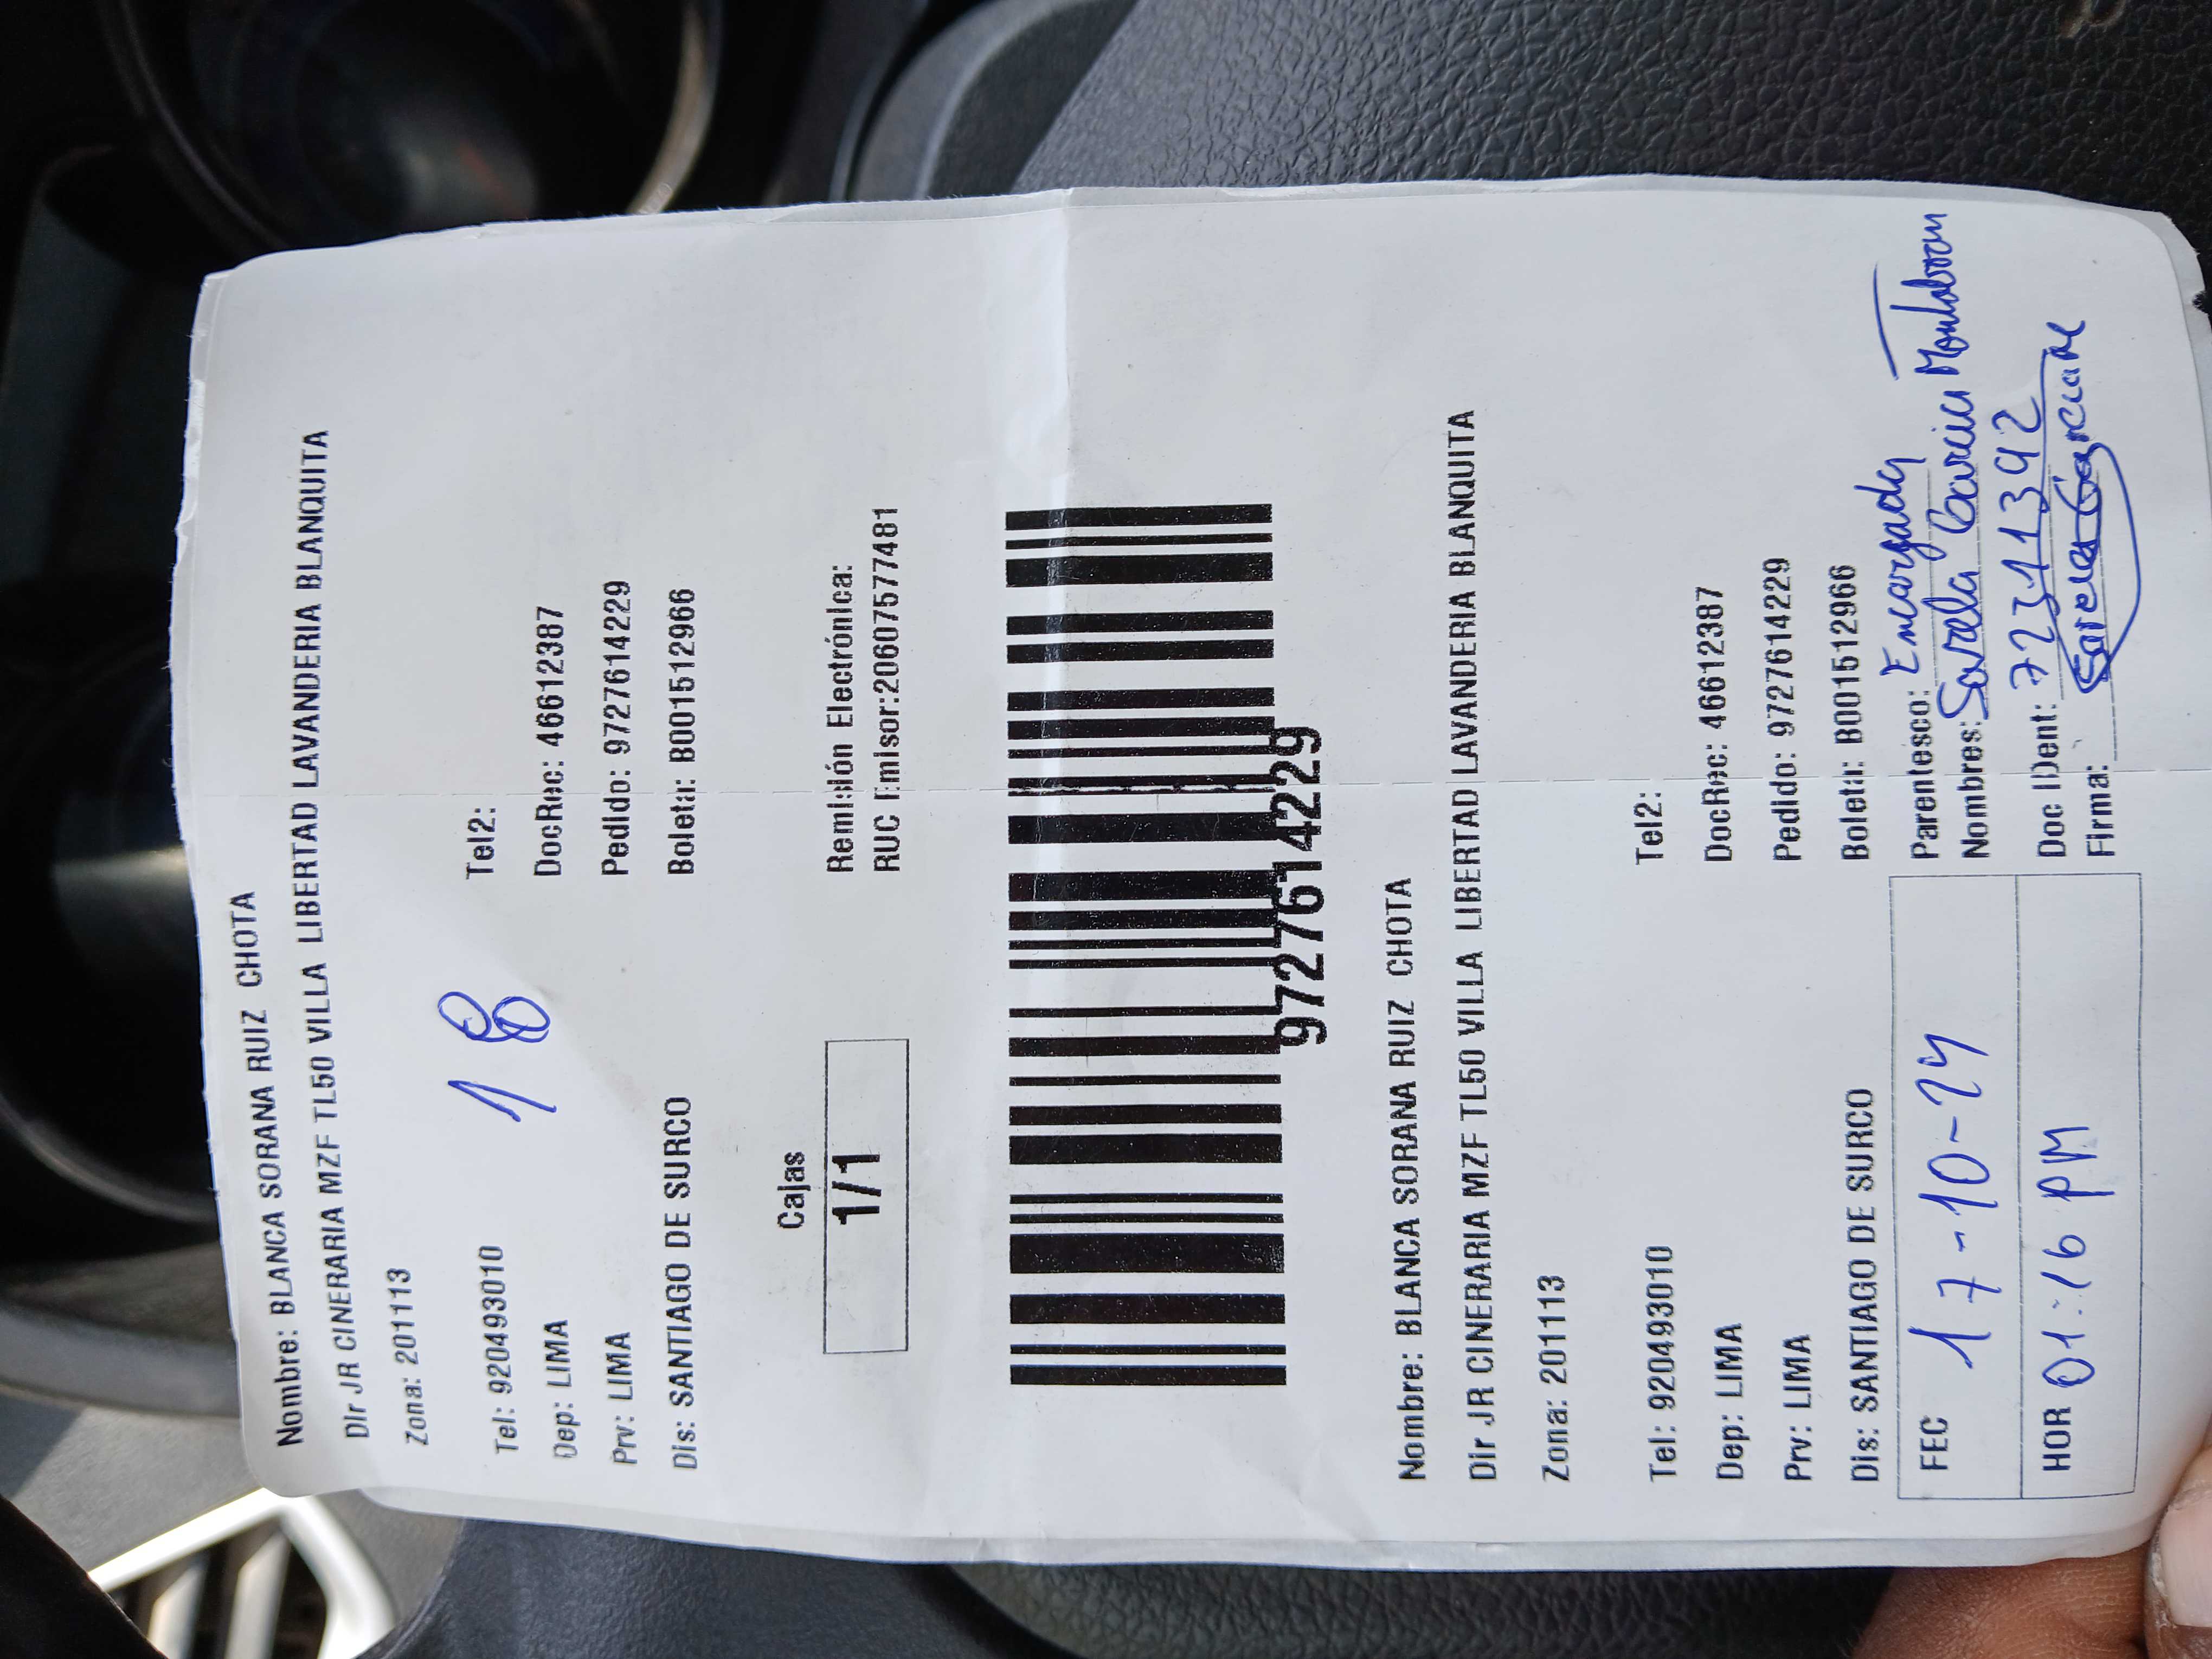 Nombre: BLANCA SORANA RUIZ CHOTA
Dir JR CINERARIA MZF TL50 VILLA LIBERTAD LAVANDERIA BLANQUITA
Zona: 201113
18
Tel: 920493010 Tel2:
Dep: LIMA DocRec: 46612387
Prv: LIMA Pedido: 9727614229
Dis: SANTIAGO DE SURCO Boleta: B001512966
Cajas
1/1
Remisión Electrónica:
RUC Emisor:20607577481
9727614229
Nombre: BLANCA SORANA RUIZ CHOTA
Dir JR CINERARIA MZF TL50 VILLA LIBERTAD LAVANDERIA BLANQUITA
Zona: 201113
Tel: 920493010 Tel2:
Dep: LIMA DocRec: 46612387
Prv: LIMA Pedido: 9727614229
Dis: SANTIAGO DE SURCO Boleta: B001512966
FEC 17-10-24
HOR 01:16 PM
Parentesco: Encargada
Nombres: Sarela Garcia
Doc IDent: 72311392
Firma: